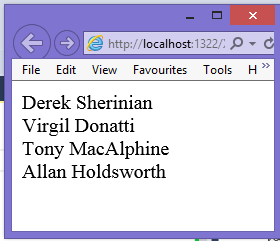 http://localhost:1322/
File Edit View Favourites Tools H »
Derek Sherinian
Virgil Donatti
Tony MacAlphine
Allan Holdsworth